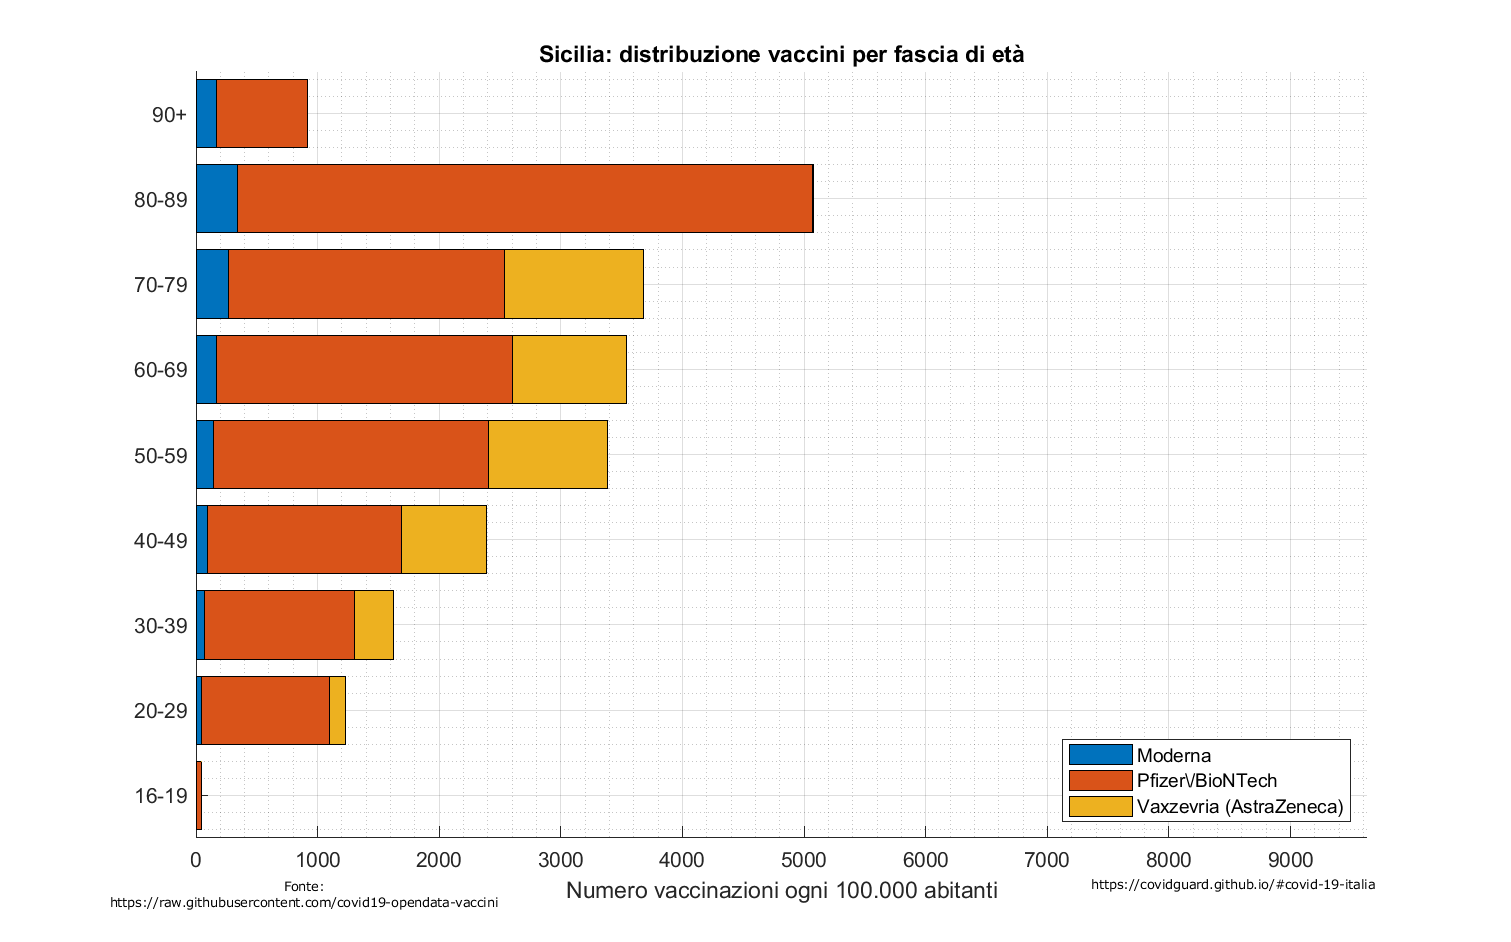 Sicilia: distribuzione vaccini per fascia di età
90+
80-89
70-79
60-69
50-59
40-49
30-39
20-29
16-19
Moderna
Pfizer\/BioNTech
Vaxzevria (AstraZeneca)
0 1000 2000 3000 4000 5000 6000 7000 8000 9000
Numero vaccinazioni ogni 100.000 abitanti
Fonte:
https://raw.githubusercontent.com/covid19-opendata-vaccini
https://covidguard.github.io/#covid-19-italia